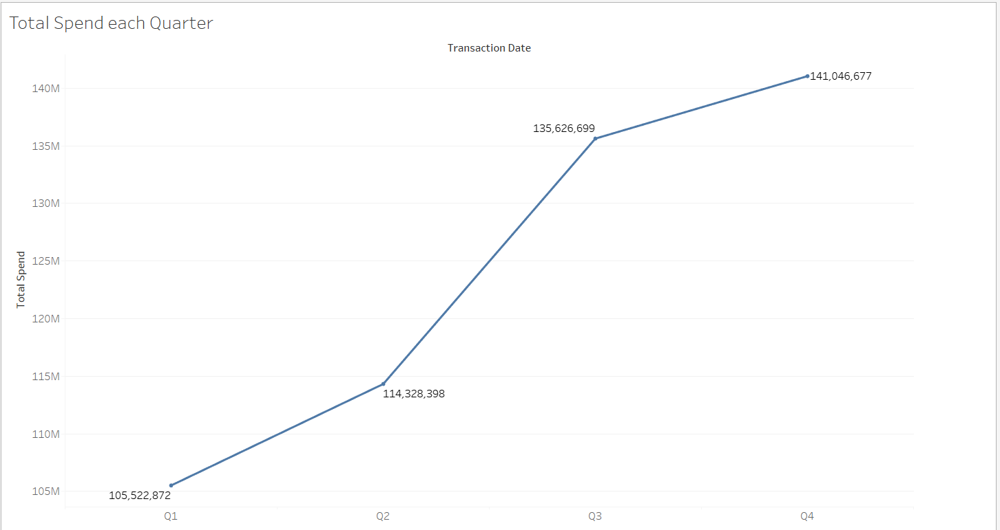 Total Spend each Quarter
Transaction Date
140M
135M
130M
125M
120M
115M
110M
105M
Total Spend
141,046,677
135,626,699
114,328,398
105,522,872
Q1 Q2 Q3 Q4